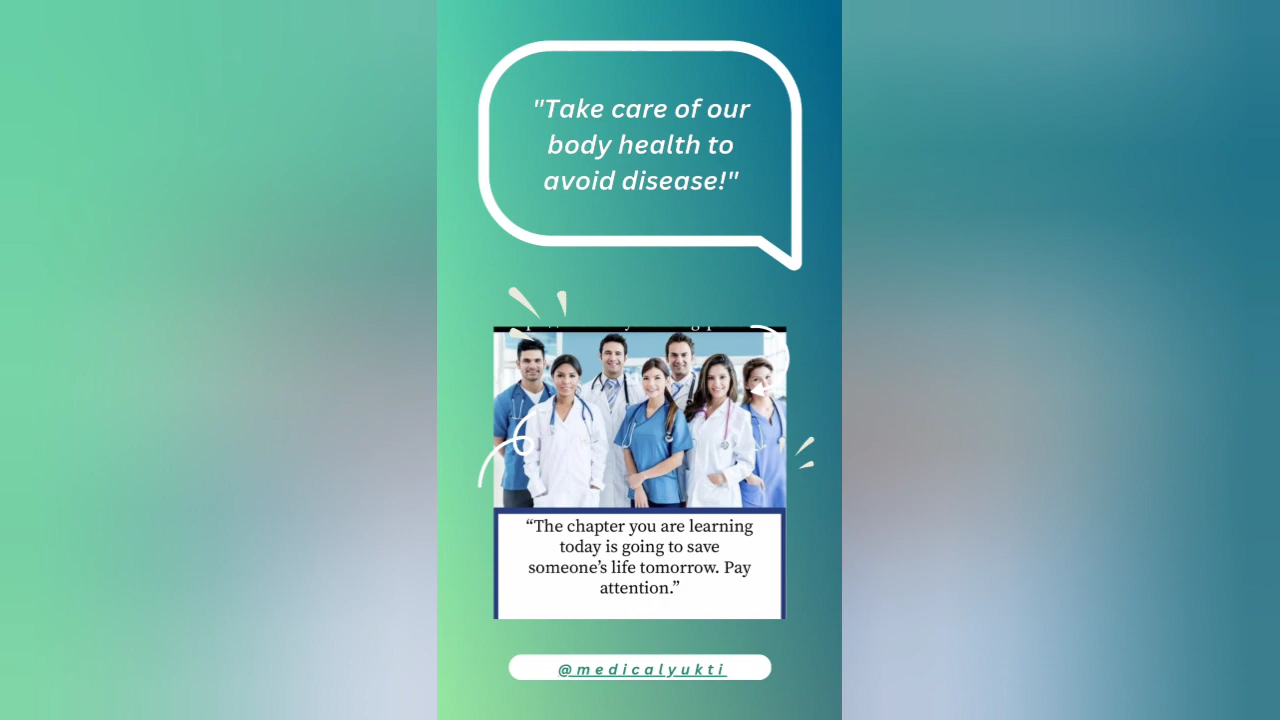 "Take care of our
body health to
avoid disease!"
“The chapter you are learning
today is going to save
someone’s life tomorrow. Pay
attention.”
@medicalyukti